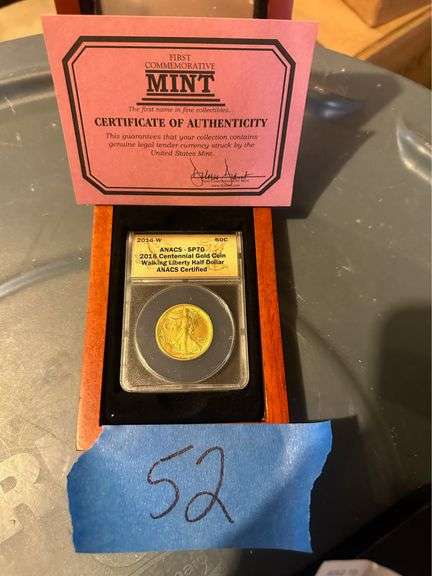 FIRST
COMMEMORATIVE
MINT
The first name in fine collectibles.
CERTIFICATE OF AUTHENTICITY
This guarantees that your collection contains
genuine legal tender currency struck by the
United States Mint.
2016-W 50C
ANACS - SP70
2016 Centennial Gold Coin
Walking Liberty Half Dollar
ANACS Certified
52